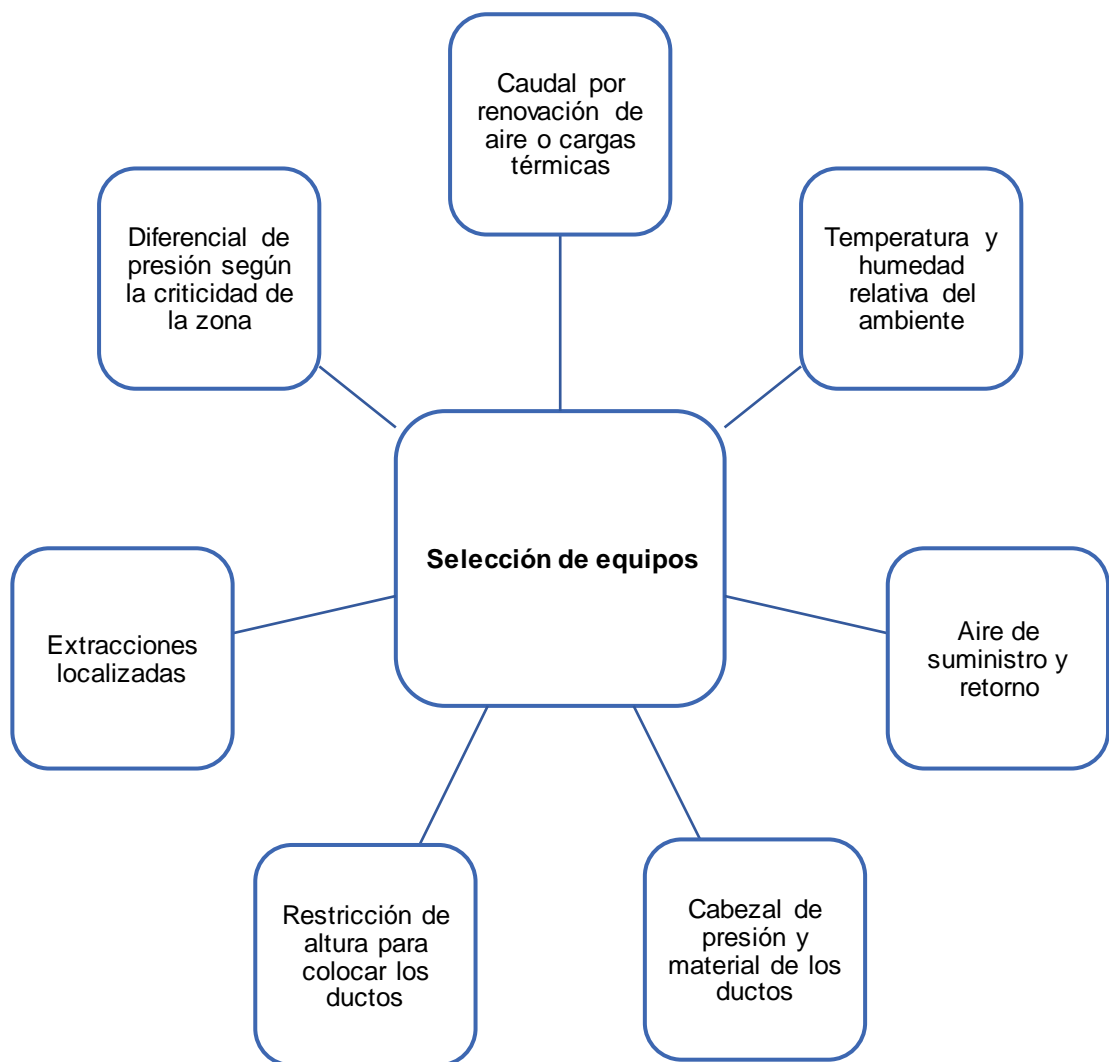 Caudal por
renovación de
aire o cargas
térmicas
Diferencial de
presión según
la criticidad de
la zona
Temperatura y
humedad
relativa del
ambiente
Selección de equipos
Extracciones
localizadas
Aire de
suministro y
retorno
Restricción de
altura para
colocar los
ductos
Cabezal de
presión y
material de los
ductos